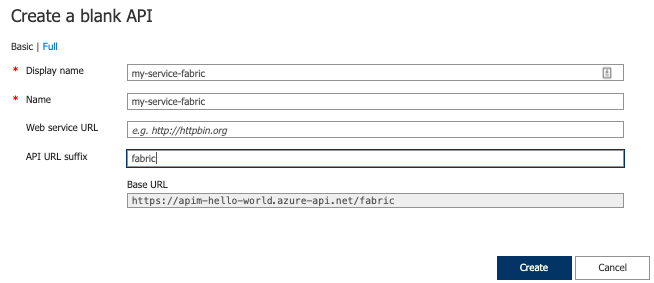 Create a blank API
Basic | Full
* Display name my-service-fabric
* Name my-service-fabric
Web service URL e.g. http://httpbin.org
API URL suffix fabric
Base URL
https://apim-hello-world.azure-api.net/fabric
Create Cancel